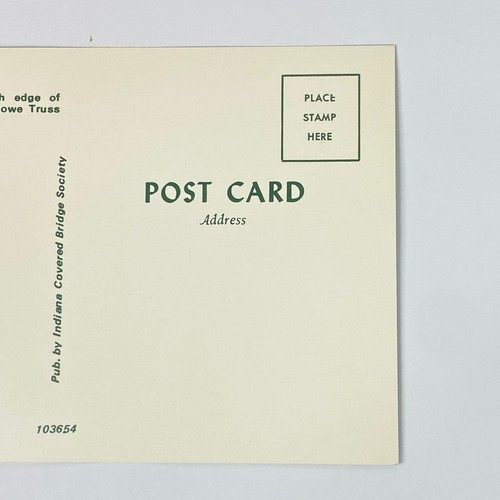 h edge of
owe Truss
PLACE
STAMP
HERE
POST CARD
Address
Pub. by Indiana Covered Bridge Society
103654